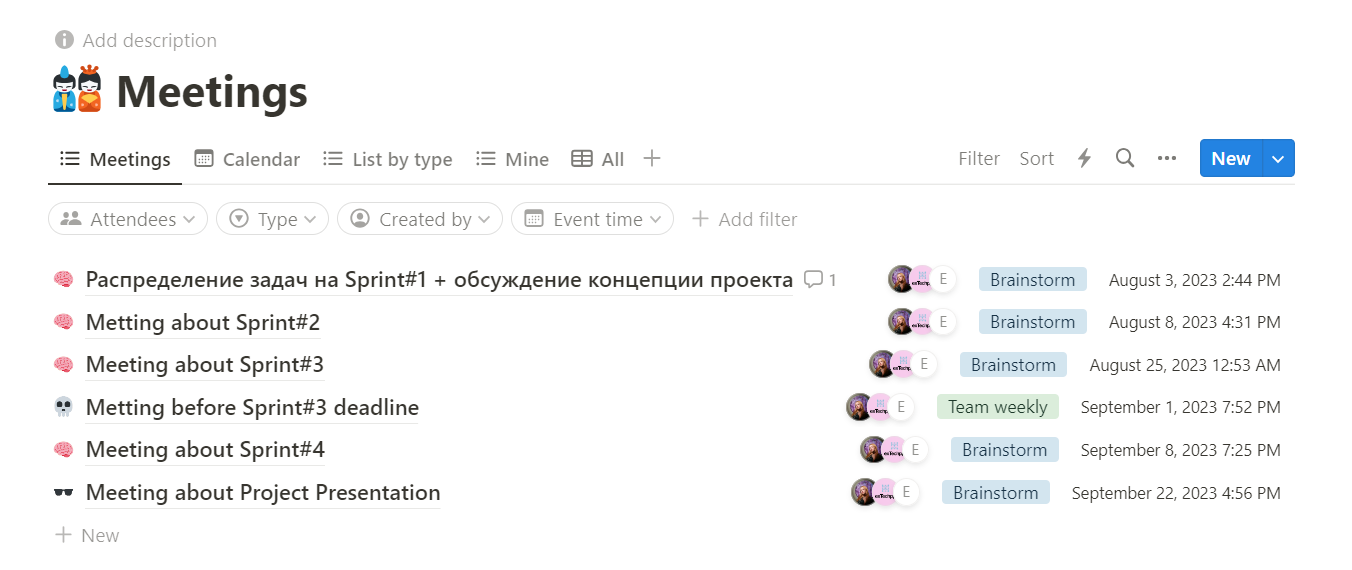 Add description
Meetings
Meetings Calendar List by type Mine All Filter Sort New
Attendees Type Created by Event time Add filter
Распределение задач на Sprint#1 + обсуждение концепции проекта 1 E Brainstorm August 3, 2023 2:44 PM
Metting about Sprint#2 E Brainstorm August 8, 2023 4:31 PM
Meeting about Sprint#3 E Brainstorm August 25, 2023 12:53 AM
Metting before Sprint#3 deadline E Team weekly September 1, 2023 7:52 PM
Meeting about Sprint#4 E Brainstorm September 8, 2023 7:25 PM
Meeting about Project Presentation E Brainstorm September 22, 2023 4:56 PM
New